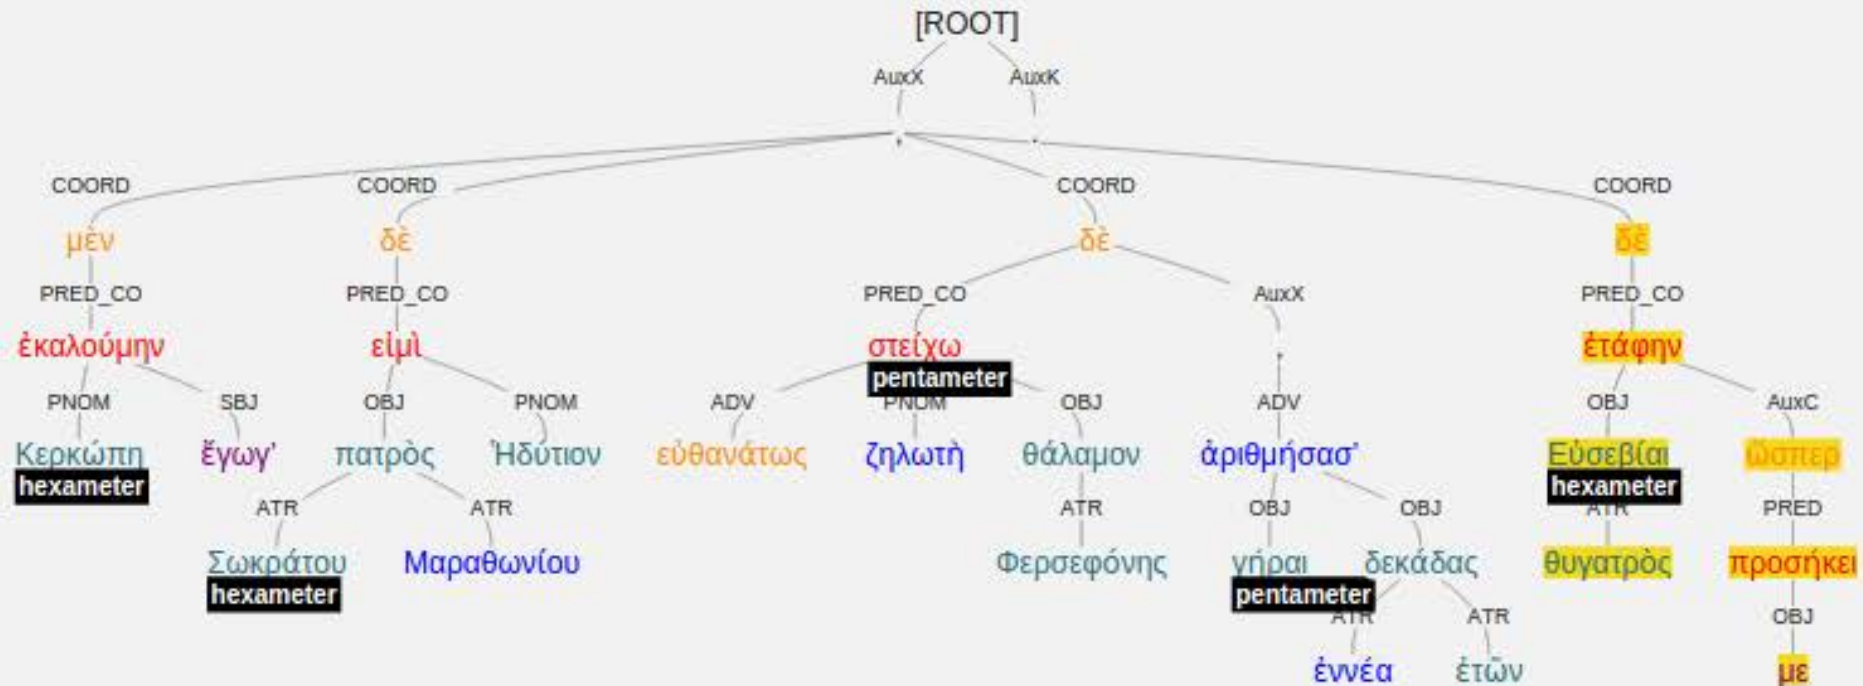 [ROOT]
AuxX AuxK
, .
COORD COORD COORD COORD
μὲν δὲ δὲ δὲ
PRED_CO PRED_CO PRED_CO AuxX PRED_CO
ἐκαλούμην εἰμὶ στείχω , ἐτάφην
pentameter
PNOM SBJ OBJ PNOM ADV PNOM OBJ ADV OBJ AuxC
Κερκώπη ἔγωγ' πατρὸς Ἡδύτιον εὐθανάτως ζηλωτὴ θάλαμον ἀριθμήσασ' Εὐσεβίαι ὥσπερ
hexameter hexameter
ATR ATR ATR OBJ OBJ ATR PRED
Σωκράτου Μαραθωνίου Φερσεφόνης γήραι δεκάδας θυγατρὸς προσήκει
hexameter pentameter
ATR ATR OBJ
ἐννέα ἐτῶν με